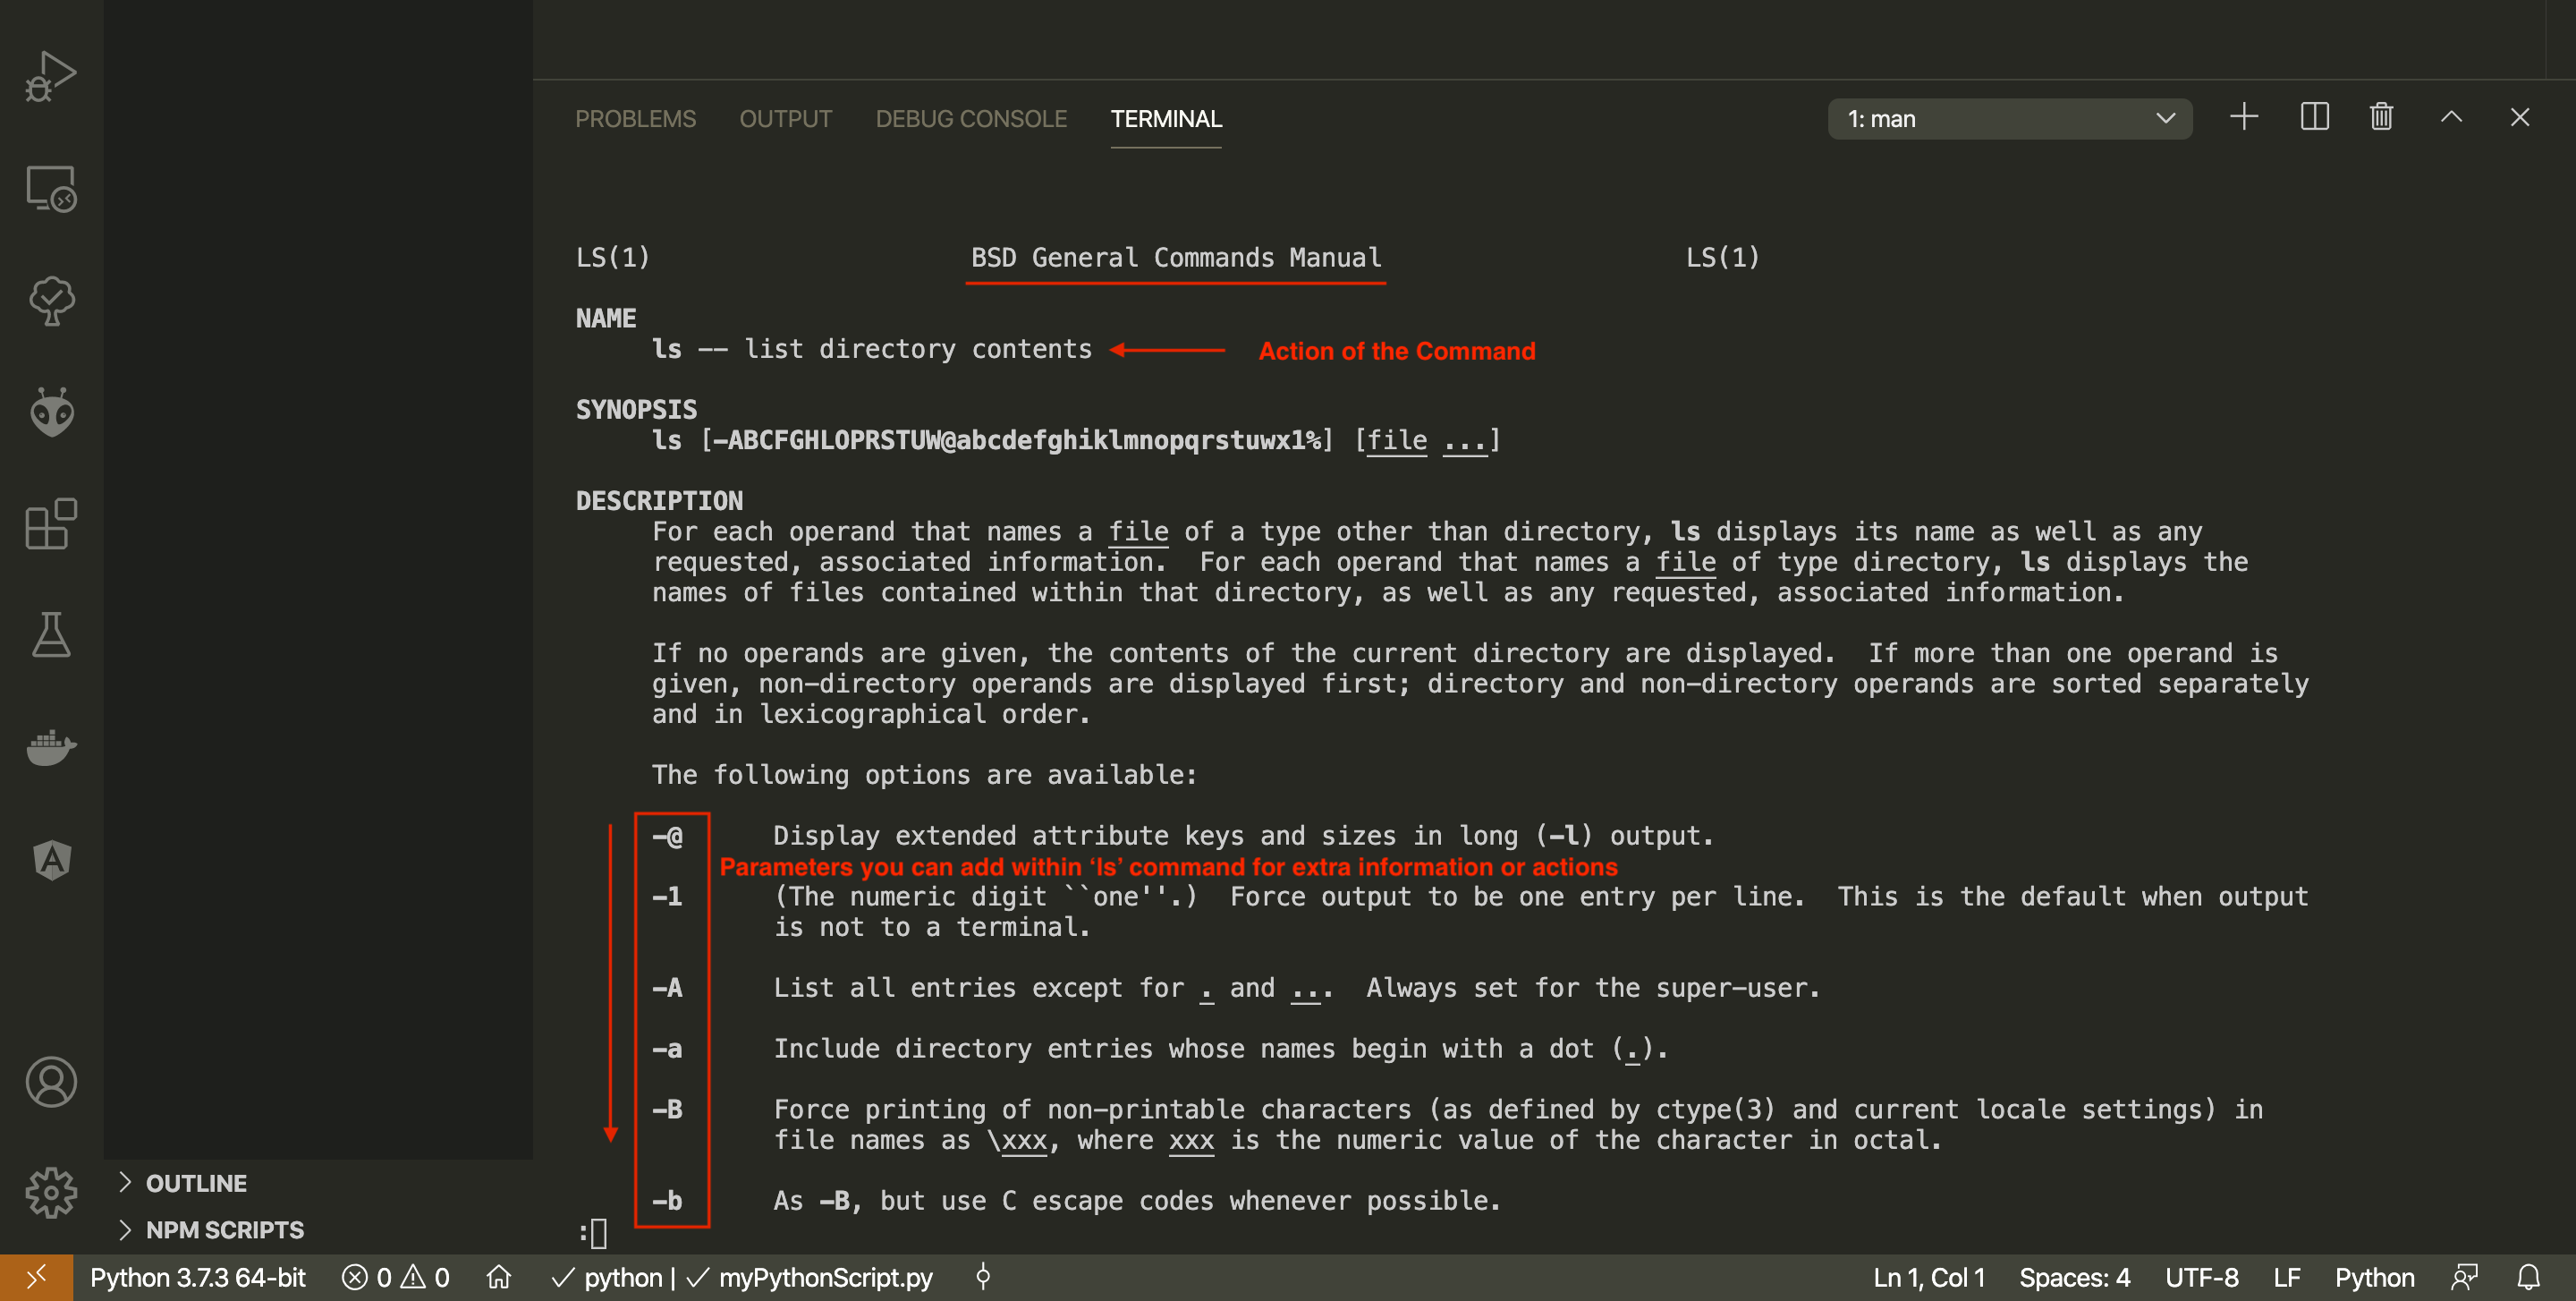 PROBLEMS OUTPUT DEBUG CONSOLE TERMINAL 1: man
LS(1) BSD General Commands Manual LS(1)
NAME
ls -- list directory contents Action of the Command
SYNOPSIS
ls [-ABCFGHLOPRSTUW@abcdefghiklmnopqrstuwx1%] [file ...]
DESCRIPTION
For each operand that names a file of a type other than directory, ls displays its name as well as any
requested, associated information. For each operand that names a file of type directory, ls displays the
names of files contained within that directory, as well as any requested, associated information.
If no operands are given, the contents of the current directory are displayed. If more than one operand is
given, non-directory operands are displayed first; directory and non-directory operands are sorted separately
and in lexicographical order.
The following options are available:
-@ Display extended attribute keys and sizes in long (-l) output.
Parameters you can add within ‘ls’ command for extra information or actions
-1 (The numeric digit ``one''.) Force output to be one entry per line. This is the default when output
is not to a terminal.
-A List all entries except for . and ... Always set for the super-user.
-a Include directory entries whose names begin with a dot (.).
-B Force printing of non-printable characters (as defined by ctype(3) and current locale settings) in
file names as \xxx, where xxx is the numeric value of the character in octal.
-b As -B, but use C escape codes whenever possible.
:
OUTLINE
NPM SCRIPTS
Python 3.7.3 64-bit 0 0 python | myPythonScript.py Ln 1, Col 1 Spaces: 4 UTF-8 LF Python